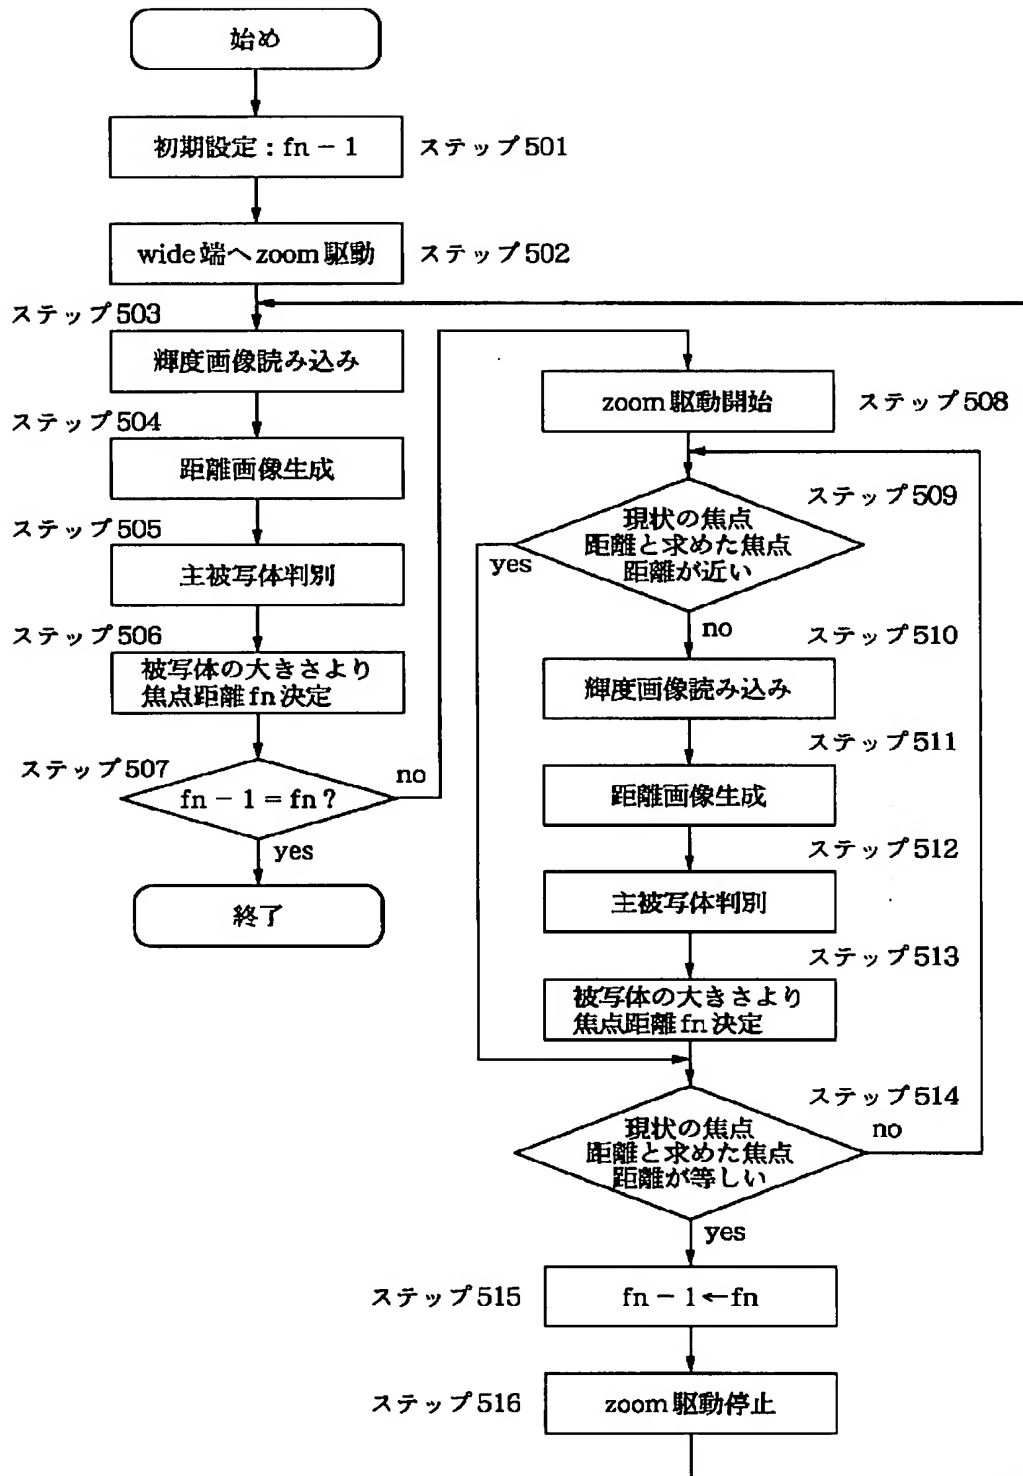 始め
初期設定 : fn − 1
ステップ501
wide端へzoom駆動
ステップ502
ステップ503
輝度画像読み込み
ステップ504
距離画像生成
ステップ505
主被写体判別
ステップ506
被写体の大きさより
焦点距離fn決定
ステップ507
fn − 1 = fn ?
no
yes
終了
zoom駆動開始
ステップ508
ステップ509
現状の焦点
距離と求めた焦点
距離が近い
yes
no
ステップ510
輝度画像読み込み
ステップ511
距離画像生成
ステップ512
主被写体判別
ステップ513
被写体の大きさより
焦点距離fn決定
ステップ514
現状の焦点
距離と求めた焦点
距離が等しい
no
yes
ステップ515
fn − 1←fn
ステップ516
zoom駆動停止